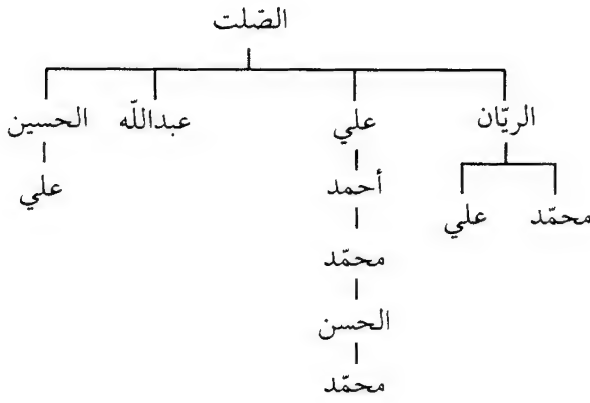 الصّلت
الريّان علي عبداللّه الحسين
محمّد علي أحمد علي
محمّد
الحسن
محمّد